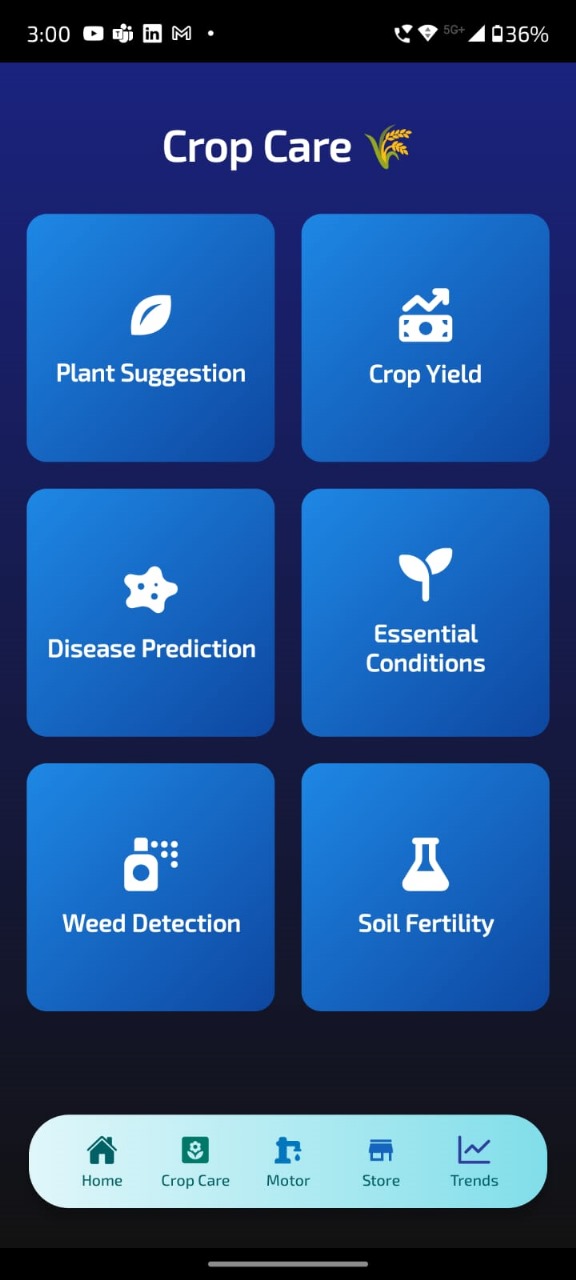 3:00
5G+ 36%
Crop Care
Plant Suggestion
Crop Yield
Disease Prediction
Essential
Conditions
Weed Detection
Soil Fertility
Home Crop Care Motor Store Trends